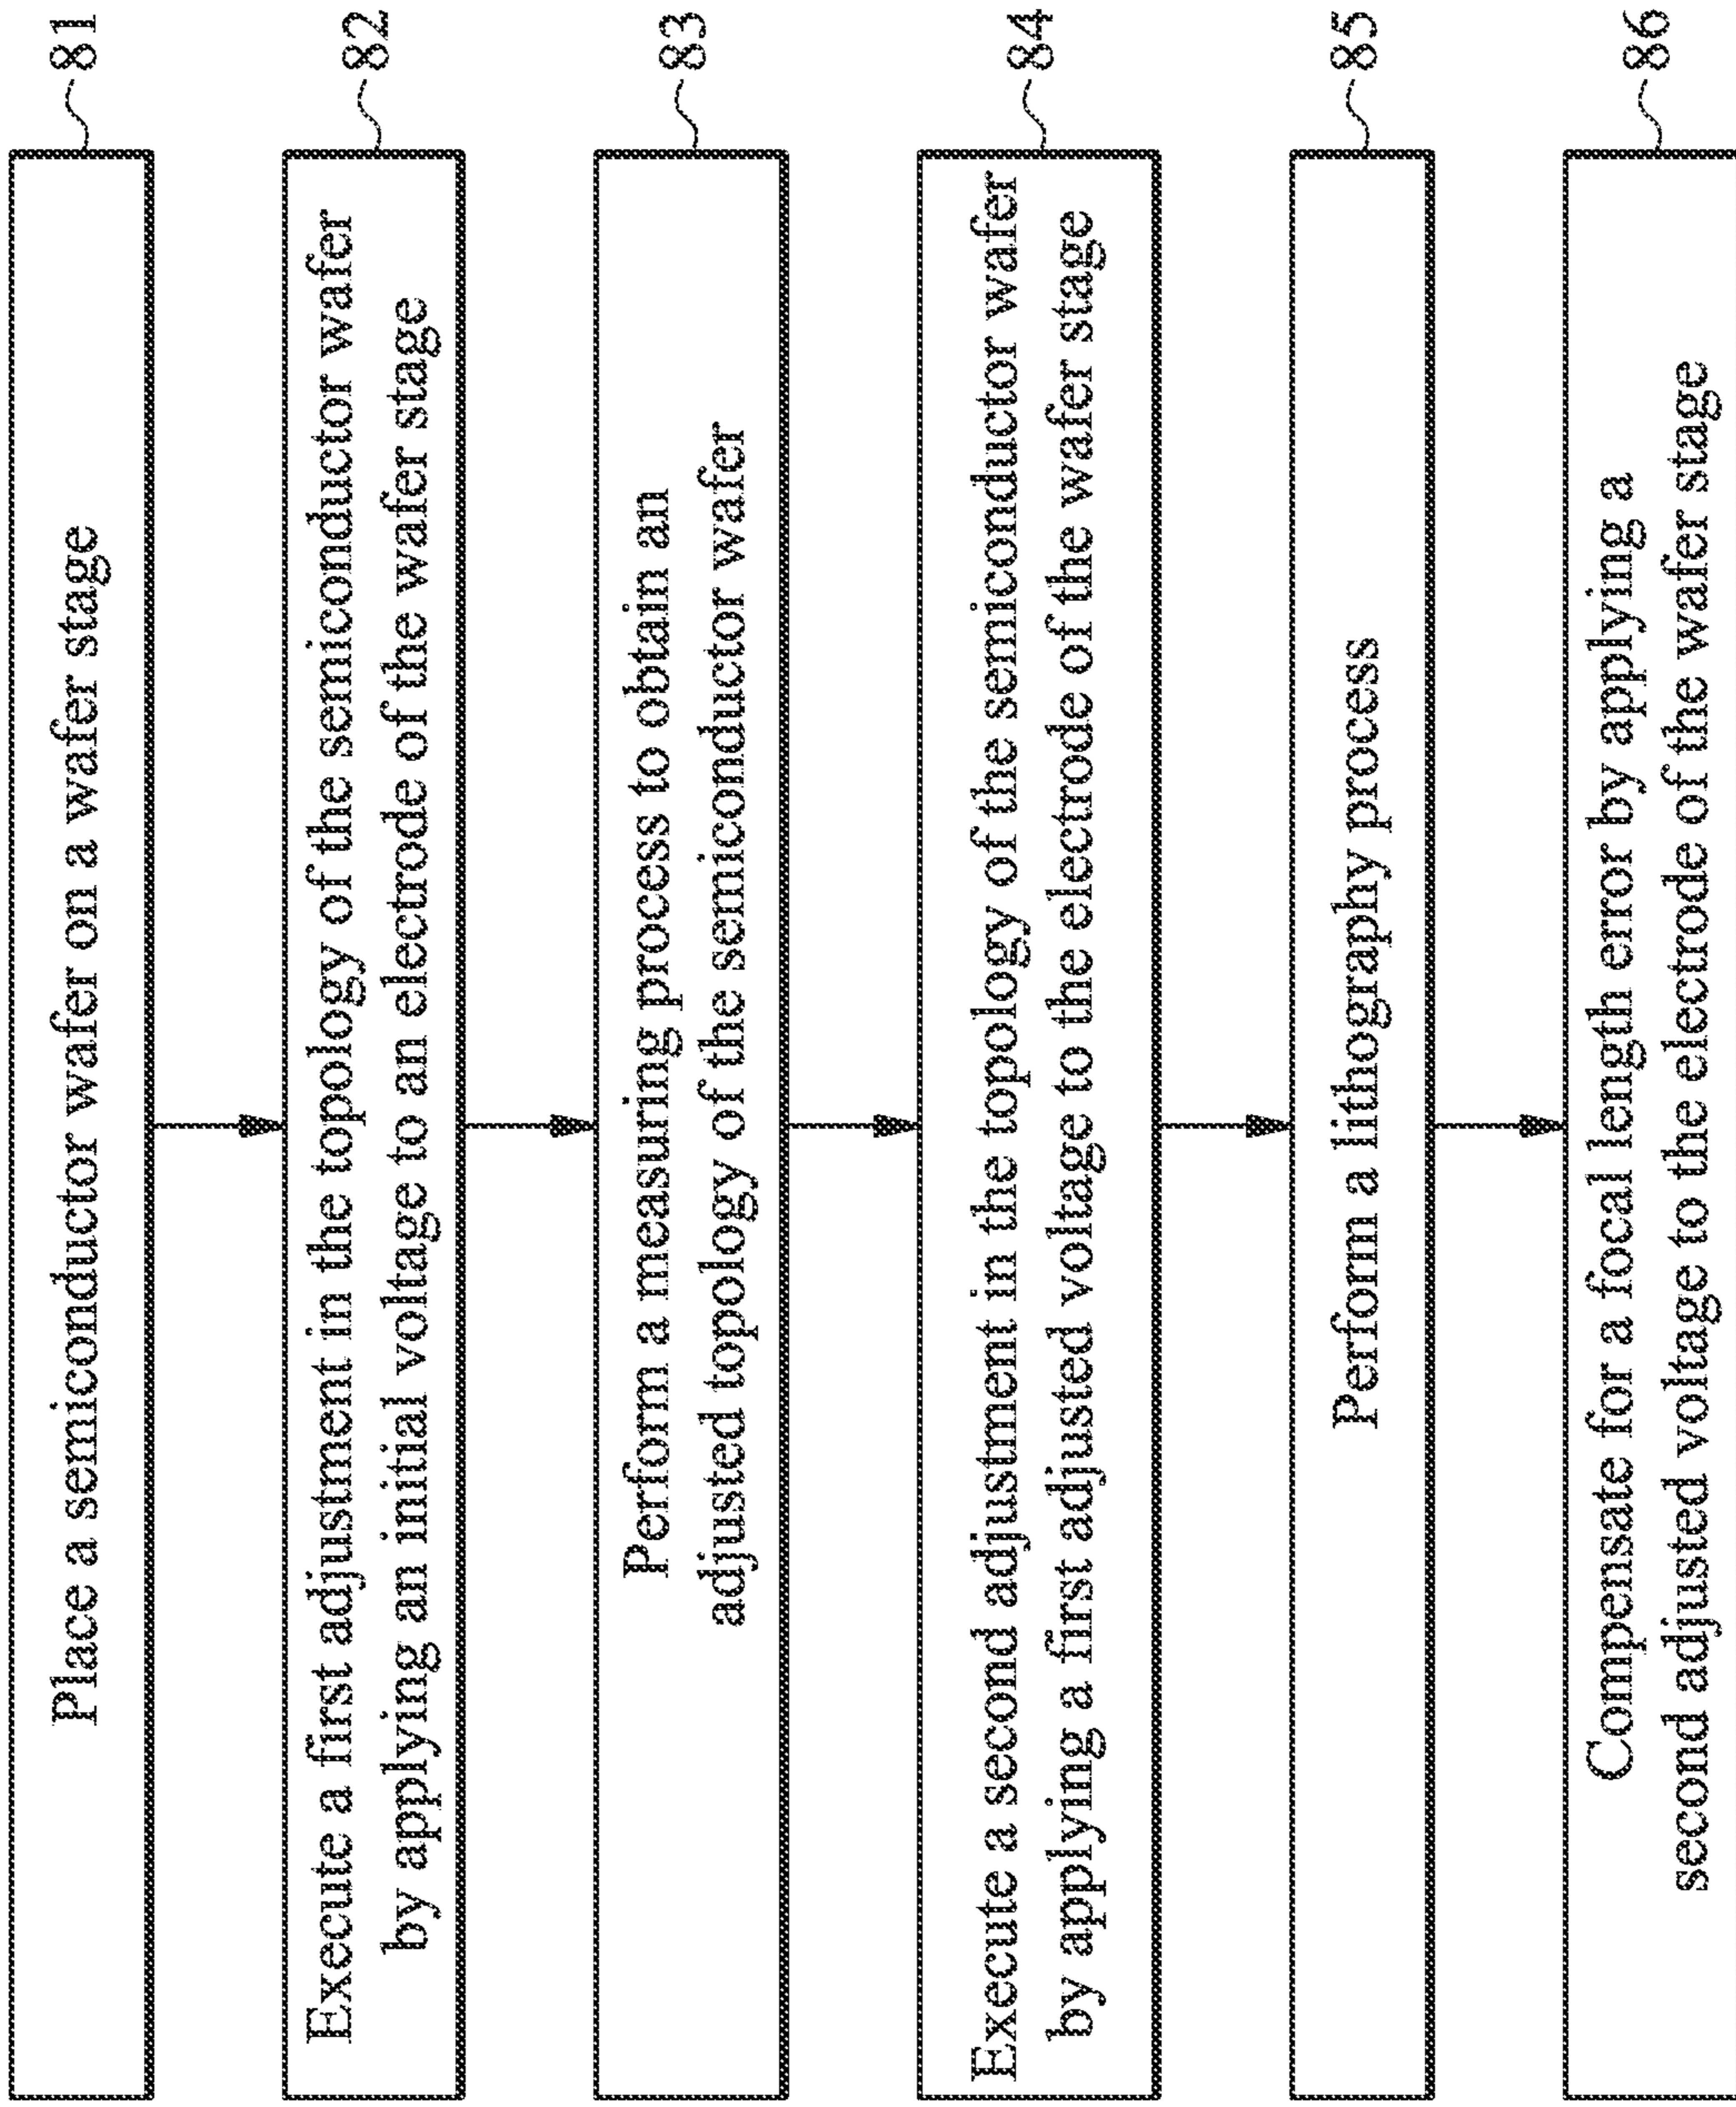 Place a semiconductor wafer on a wafer stage
81
Execute a first adjustment in the topology of the semiconductor wafer
by applying an initial voltage to an electrode of the wafer stage
82
Perform a measuring process to obtain an
adjusted topology of the semiconductor wafer
83
Execute a second adjustment in the topology of the semiconductor wafer
by applying a first adjusted voltage to the electrode of the wafer stage
84
Perform a lithography process
85
Compensate for a focal length error by applying a
second adjusted voltage to the electrode of the wafer stage
86